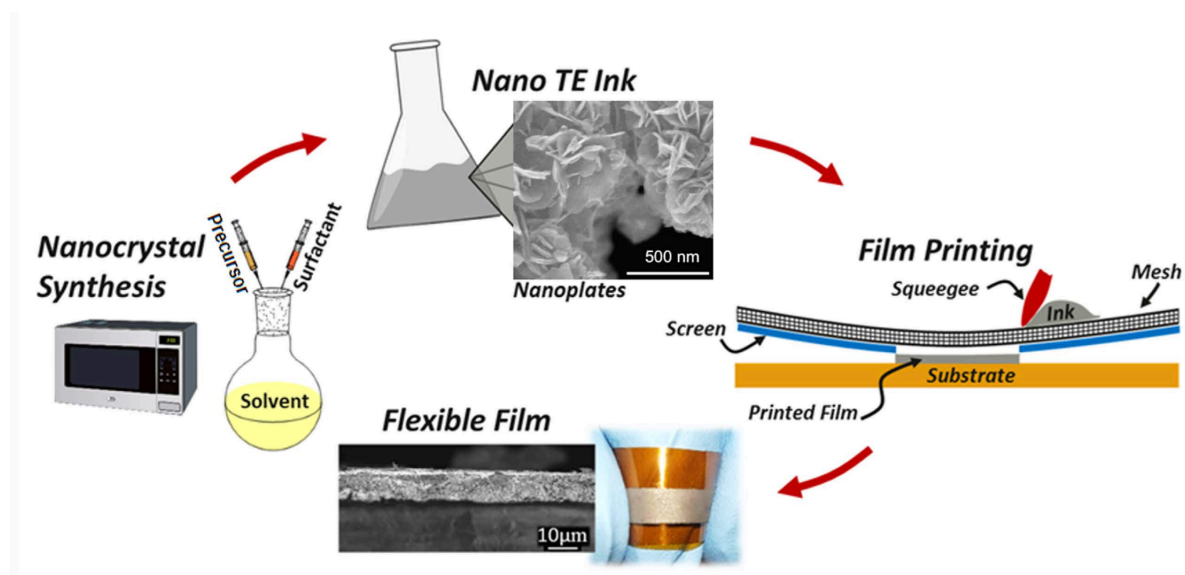 Nano TE Ink
500 nm
Nanoplates
Nanocrystal
Synthesis
Precursor
Surfactant
Solvent
Film Printing
Squeegee
Mesh
Ink
Screen
Substrate
Printed Film
Flexible Film
10µm